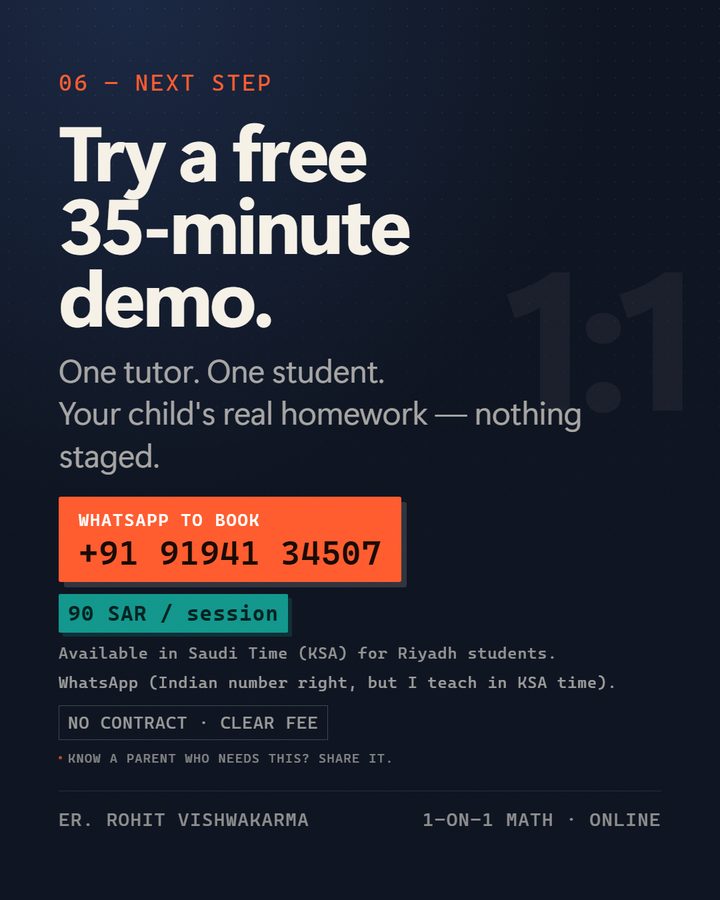 06 — NEXT STEP
Try a free
35-minute
demo.
1:1
One tutor. One student.
Your child's real homework — nothing
staged.
WHATSAPP TO BOOK
+91 91941 34507
90 SAR / session
Available in Saudi Time (KSA) for Riyadh students.
WhatsApp (Indian number right, but I teach in KSA time).
NO CONTRACT · CLEAR FEE
• KNOW A PARENT WHO NEEDS THIS? SHARE IT.
ER. ROHIT VISHWAKARMA
1—ON—1 MATH · ONLINE